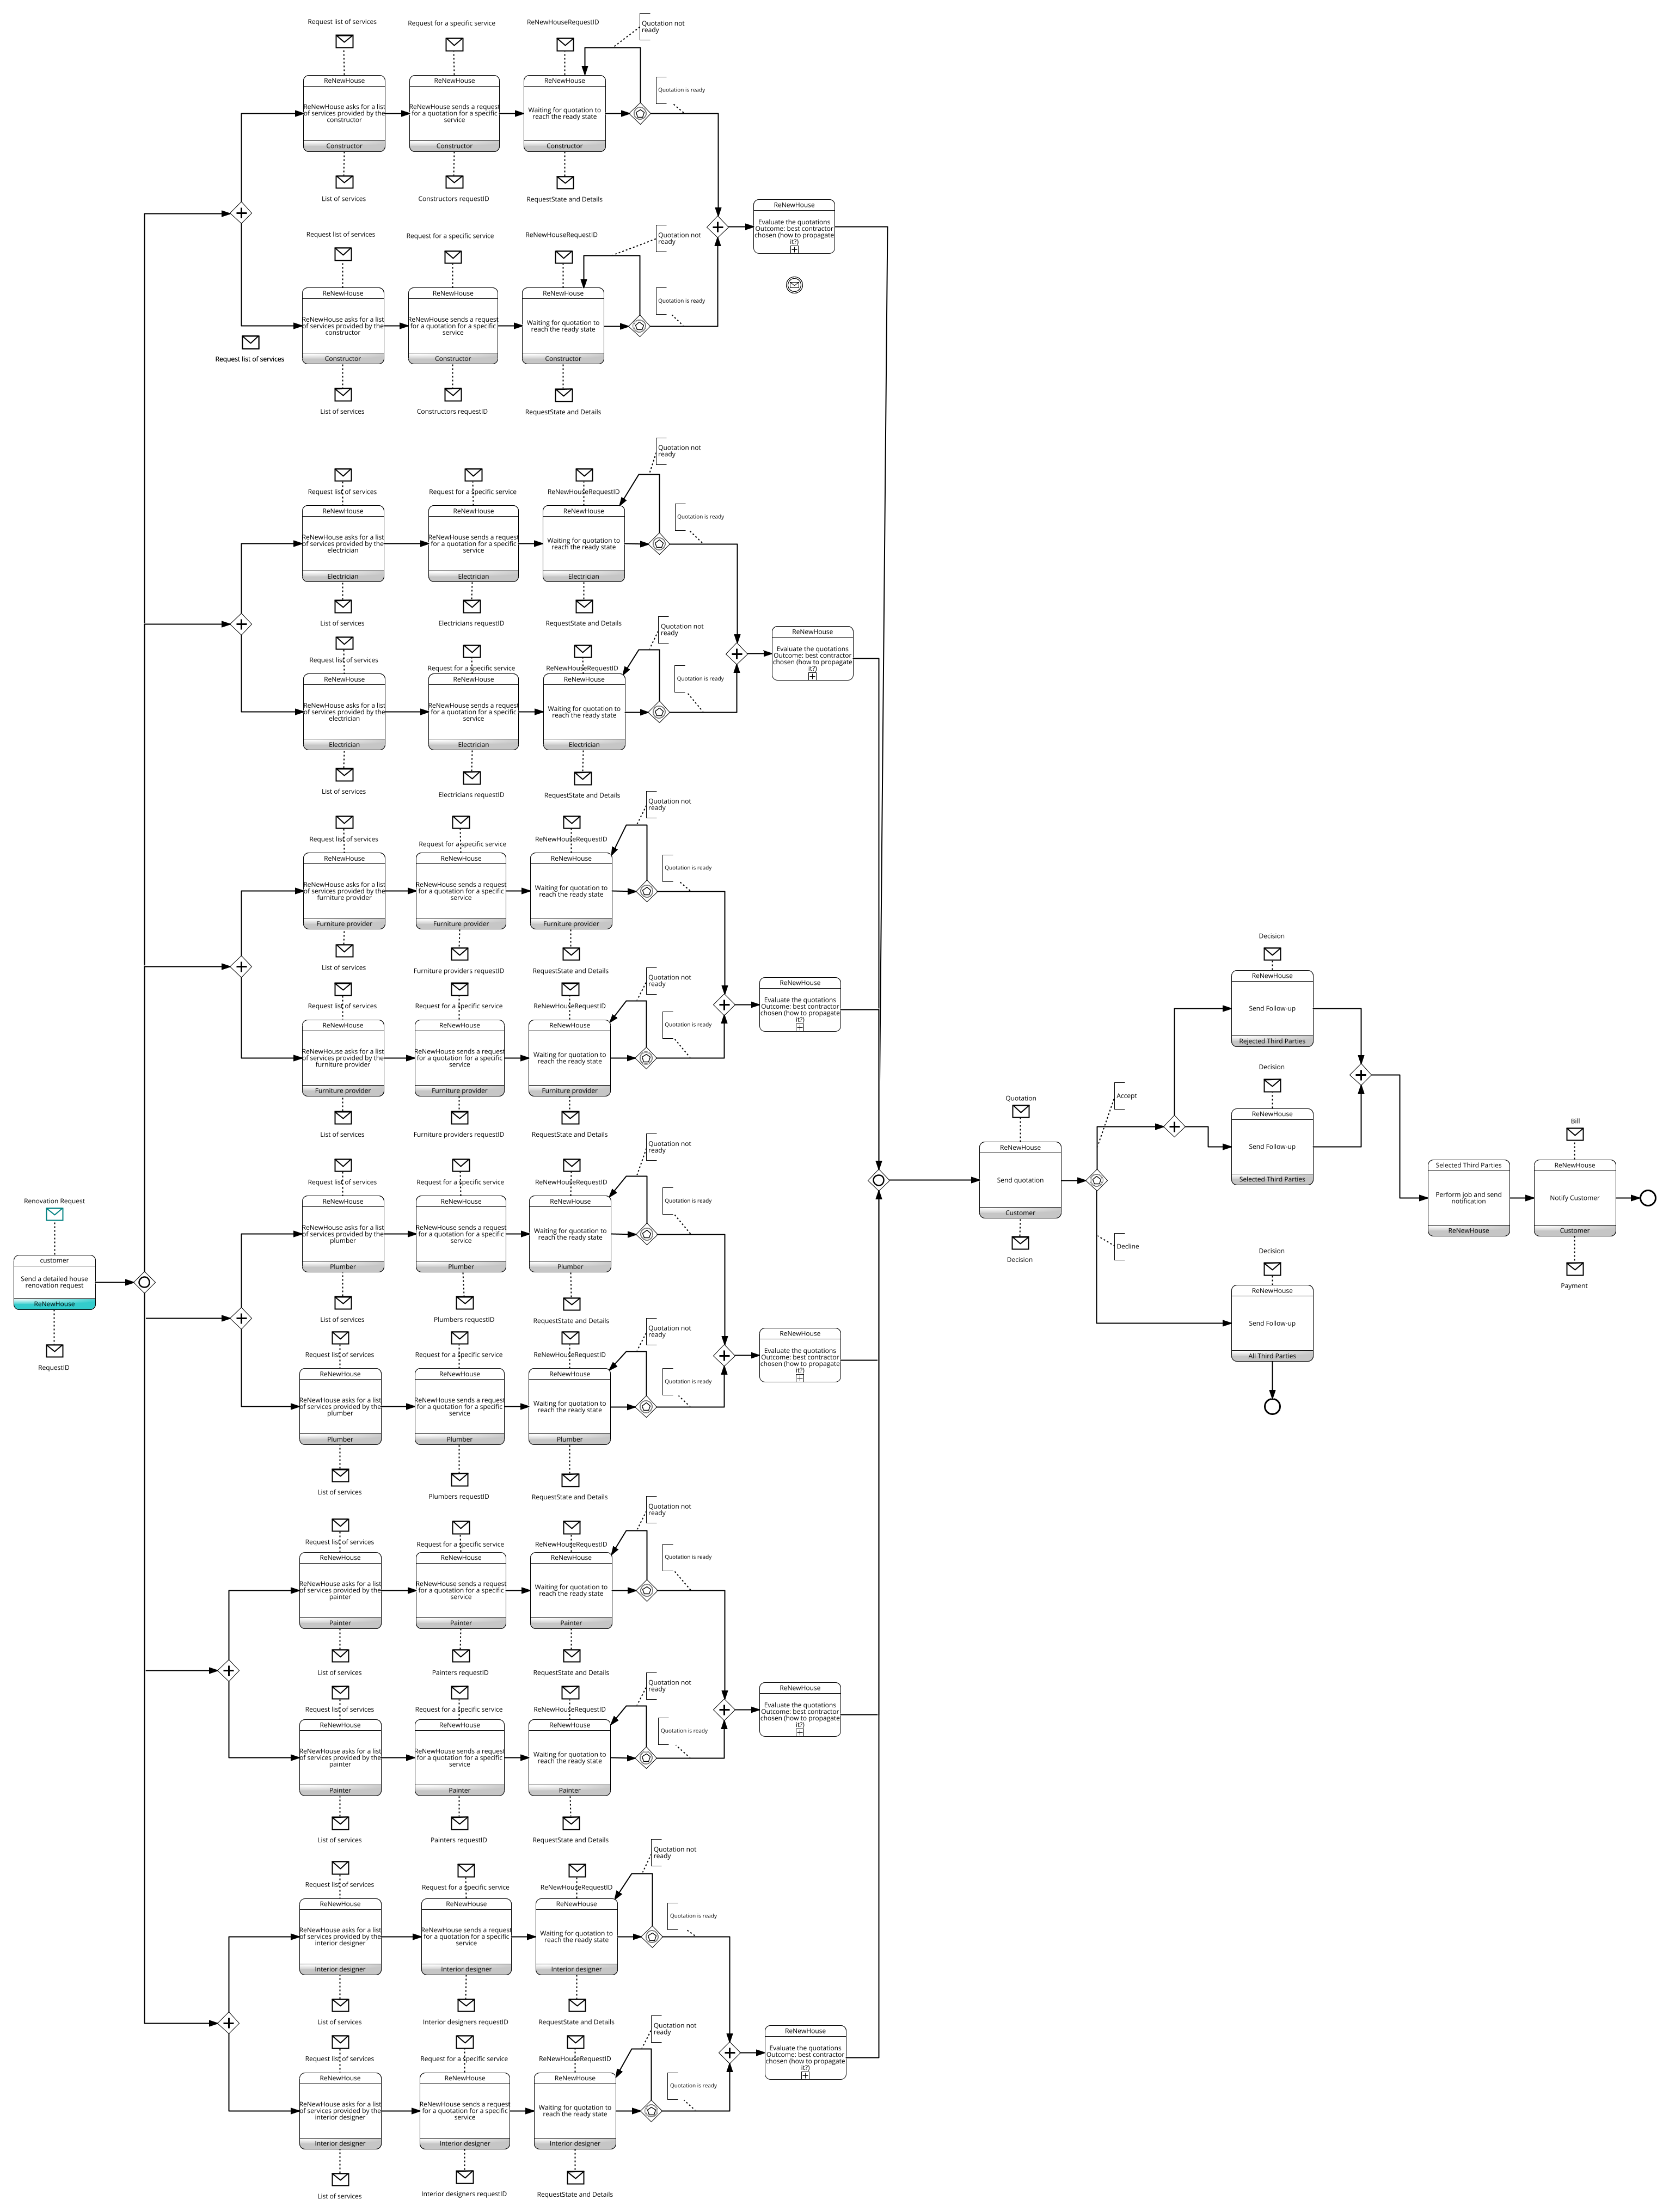 Request list of services
Request for a specific service
ReNewHouseRequestID
Quotation not
ready
Quotation is ready
ReNewHouse
ReNewHouse asks for a list
of services provided by the
constructor
Constructor
ReNewHouse
ReNewHouse sends a request
for a quotation for a specific
service
Constructor
ReNewHouse
Waiting for quotation to
reach the ready state
Constructor
List of services
Constructors requestID
RequestState and Details
ReNewHouse
Evaluate the quotations
Outcome: best contractor
chosen (how to propagate
it?)
Request list of services
Request for a specific service
ReNewHouseRequestID
Quotation not
ready
Quotation is ready
ReNewHouse
ReNewHouse asks for a list
of services provided by the
constructor
Constructor
ReNewHouse
ReNewHouse sends a request
for a quotation for a specific
service
Constructor
ReNewHouse
Waiting for quotation to
reach the ready state
Constructor
Request list of services
List of services
Constructors requestID
RequestState and Details
Quotation not
ready
Request list of services
Request for a specific service
ReNewHouseRequestID
Quotation is ready
ReNewHouse
ReNewHouse asks for a list
of services provided by the
electrician
Electrician
ReNewHouse
ReNewHouse sends a request
for a quotation for a specific
service
Electrician
ReNewHouse
Waiting for quotation to
reach the ready state
Electrician
List of services
Electricians requestID
RequestState and Details
Quotation not
ready
ReNewHouse
Evaluate the quotations
Outcome: best contractor
chosen (how to propagate
it?)
Request list of services
Request for a specific service
ReNewHouseRequestID
Quotation is ready
ReNewHouse
ReNewHouse asks for a list
of services provided by the
electrician
Electrician
ReNewHouse
ReNewHouse sends a request
for a quotation for a specific
service
Electrician
ReNewHouse
Waiting for quotation to
reach the ready state
Electrician
List of services
Electricians requestID
RequestState and Details
Quotation not
ready
Request list of services
Request for a specific service
ReNewHouseRequestID
Quotation is ready
ReNewHouse
ReNewHouse asks for a list
of services provided by the
furniture provider
Furniture provider
ReNewHouse
ReNewHouse sends a request
for a quotation for a specific
service
Furniture provider
ReNewHouse
Waiting for quotation to
reach the ready state
Furniture provider
List of services
Furniture providers requestID
RequestState and Details
Quotation not
ready
ReNewHouse
Evaluate the quotations
Outcome: best contractor
chosen (how to propagate
it?)
Request list of services
Request for a specific service
ReNewHouseRequestID
Quotation is ready
ReNewHouse
ReNewHouse asks for a list
of services provided by the
furniture provider
Furniture provider
ReNewHouse
ReNewHouse sends a request
for a quotation for a specific
service
Furniture provider
ReNewHouse
Waiting for quotation to
reach the ready state
Furniture provider
List of services
Furniture providers requestID
RequestState and Details
Quotation not
ready
Request list of services
Request for a specific service
ReNewHouseRequestID
Quotation is ready
ReNewHouse
ReNewHouse asks for a list
of services provided by the
plumber
Plumber
ReNewHouse
ReNewHouse sends a request
for a quotation for a specific
service
Plumber
ReNewHouse
Waiting for quotation to
reach the ready state
Plumber
List of services
Plumbers requestID
RequestState and Details
Quotation not
ready
ReNewHouse
Evaluate the quotations
Outcome: best contractor
chosen (how to propagate
it?)
Request list of services
Request for a specific service
ReNewHouseRequestID
Quotation is ready
ReNewHouse
ReNewHouse asks for a list
of services provided by the
plumber
Plumber
ReNewHouse
ReNewHouse sends a request
for a quotation for a specific
service
Plumber
ReNewHouse
Waiting for quotation to
reach the ready state
Plumber
List of services
Plumbers requestID
RequestState and Details
Renovation Request
customer
Send a detailed house
renovation request
ReNewHouse
RequestID
Quotation not
ready
Request list of services
Request for a specific service
ReNewHouseRequestID
Quotation is ready
ReNewHouse
ReNewHouse asks for a list
of services provided by the
painter
Painter
ReNewHouse
ReNewHouse sends a request
for a quotation for a specific
service
Painter
ReNewHouse
Waiting for quotation to
reach the ready state
Painter
List of services
Painters requestID
RequestState and Details
Quotation not
ready
ReNewHouse
Evaluate the quotations
Outcome: best contractor
chosen (how to propagate
it?)
Request list of services
Request for a specific service
ReNewHouseRequestID
Quotation is ready
ReNewHouse
ReNewHouse asks for a list
of services provided by the
painter
Painter
ReNewHouse
ReNewHouse sends a request
for a quotation for a specific
service
Painter
ReNewHouse
Waiting for quotation to
reach the ready state
Painter
List of services
Painters requestID
RequestState and Details
Quotation not
ready
Request list of services
Request for a specific service
ReNewHouseRequestID
Quotation is ready
ReNewHouse
ReNewHouse asks for a list
of services provided by the
interior designer
Interior designer
ReNewHouse
ReNewHouse sends a request
for a quotation for a specific
service
Interior designer
ReNewHouse
Waiting for quotation to
reach the ready state
Interior designer
List of services
Interior designers requestID
RequestState and Details
Quotation not
ready
ReNewHouse
Evaluate the quotations
Outcome: best contractor
chosen (how to propagate
it?)
Request list of services
Request for a specific service
ReNewHouseRequestID
Quotation is ready
ReNewHouse
ReNewHouse asks for a list
of services provided by the
interior designer
Interior designer
ReNewHouse
ReNewHouse sends a request
for a quotation for a specific
service
Interior designer
ReNewHouse
Waiting for quotation to
reach the ready state
Interior designer
List of services
Interior designers requestID
RequestState and Details
Quotation
ReNewHouse
Send quotation
Customer
Decision
Accept
Decline
Decision
ReNewHouse
Send Follow-up
Rejected Third Parties
Decision
ReNewHouse
Send Follow-up
Selected Third Parties
Decision
ReNewHouse
Send Follow-up
All Third Parties
Selected Third Parties
Perform job and send
notification
ReNewHouse
Bill
ReNewHouse
Notify Customer
Customer
Payment